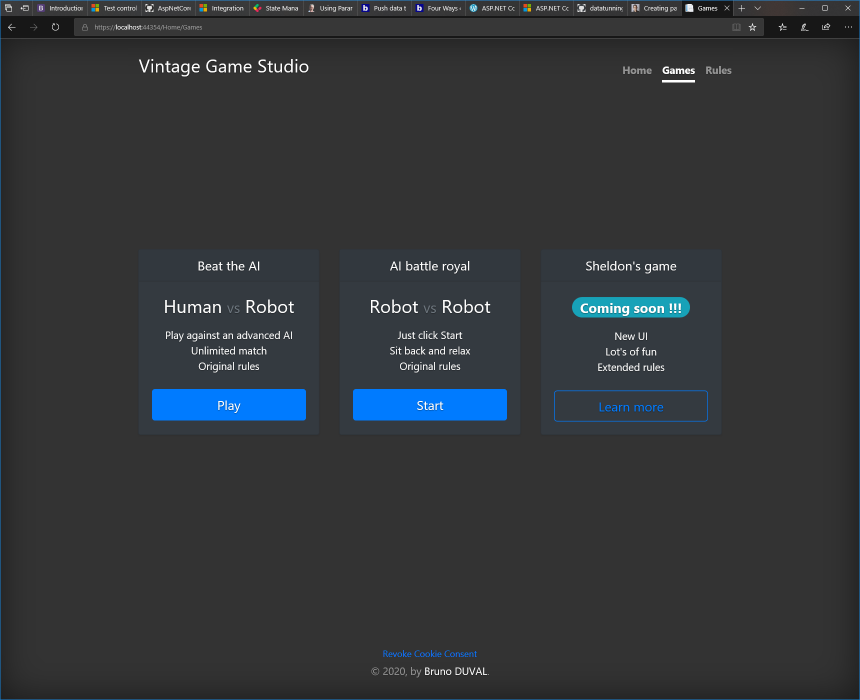 Introduction
Test control
AspNetCon
Integration
State Mana
Using Parar
Push data t
Four Ways
ASP.NET Cc
ASP.NET Cc
datatunning
Creating pa
Games
https://localhost:44354/Home/Games
Vintage Game Studio
Home Games Rules
Beat the AI
Human vs Robot
Play against an advanced AI
Unlimited match
Original rules
Play
AI battle royal
Robot vs Robot
Just click Start
Sit back and relax
Original rules
Start
Sheldon's game
Coming soon !!!
New UI
Lot's of fun
Extended rules
Learn more
Revoke Cookie Consent
© 2020, by Bruno DUVAL.